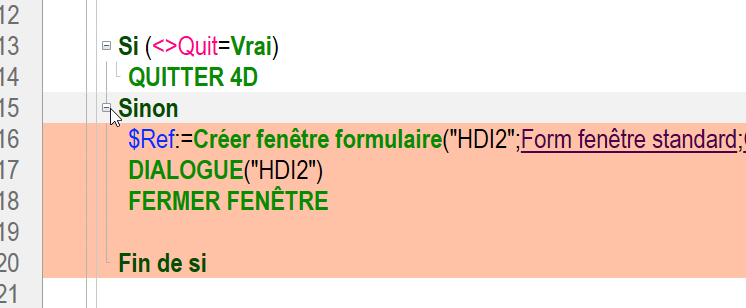 12
13 Si (<>Quit=Vrai)
14 QUITTER 4D
15 Sinon
16 $Ref:=Créer fenêtre formulaire("HDI2";Form fenêtre standard;
17 DIALOGUE("HDI2")
18 FERMER FENÊTRE
19
20 Fin de si
21